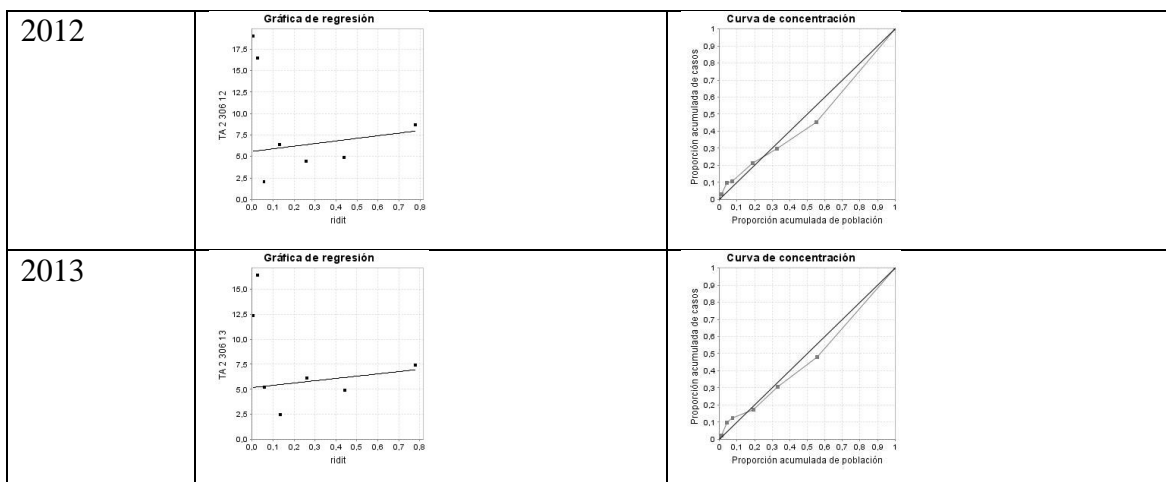 2012
Gráfica de regresión
TA 2 306 12
17,5
15,0
12,5
10,0
7,5
5,0
2,5
0,0
0,0 0,1 0,2 0,3 0,4 0,5 0,6 0,7 0,8
ridit
Curva de concentración
Proporción acumulada de casos
1
0,9
0,8
0,7
0,6
0,5
0,4
0,3
0,2
0,1
0
0 0,1 0,2 0,3 0,4 0,5 0,6 0,7 0,8 0,9 1
Proporción acumulada de población
2013
Gráfica de regresión
TA 2 306 13
15,0
12,5
10,0
7,5
5,0
2,5
0,0
0,0 0,1 0,2 0,3 0,4 0,5 0,6 0,7 0,8
ridit
Curva de concentración
Proporción acumulada de casos
1
0,9
0,8
0,7
0,6
0,5
0,4
0,3
0,2
0,1
0
0 0,1 0,2 0,3 0,4 0,5 0,6 0,7 0,8 0,9 1
Proporción acumulada de población